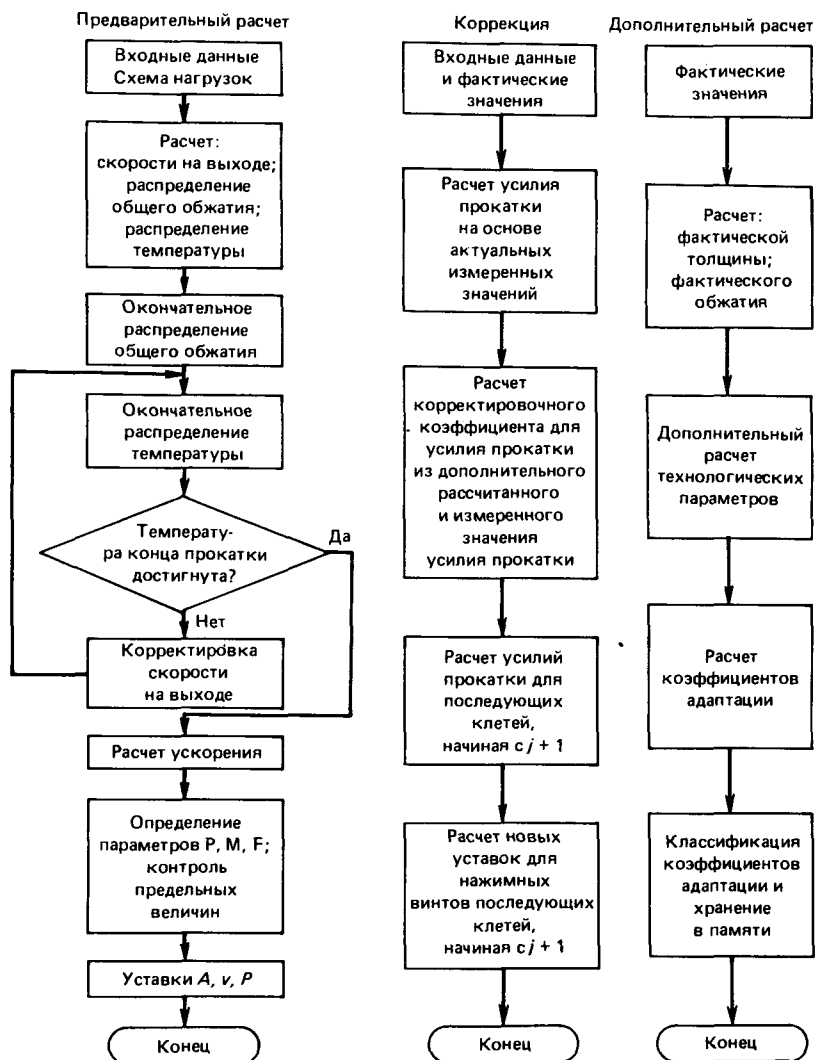 Предварительный расчет
Входные данные
Схема нагрузок
Расчет:
скорости на выходе;
распределение
общего обжатия;
распределение
температуры
Окончательное
распределение
общего обжатия
Окончательное
распределение
температуры
Температу-
ра конца прокатки
достигнута?
Да
Нет
Корректировка
скорости
на выходе
Расчет ускорения
Определение
параметров P, M, F;
контроль
предельных
величин
Уставки A, v, P
Конец
Коррекция
Входные данные
и фактические
значения
Расчет усилия
прокатки
на основе
актуальных
измеренных
значений
Расчет
корректировочного
коэффициента для
усилия прокатки
из дополнительного
рассчитанного
и измеренного
значения
усилия прокатки
Расчет усилий
прокатки для
последующих
клетей,
начиная с j + 1
Расчет новых
уставок для
нажимных
винтов последующих
клетей,
начиная с j + 1
Конец
Дополнительный расчет
Фактические
значения
Расчет:
фактической
толщины;
фактического
обжатия
Дополнительный
расчет
технологических
параметров
Расчет
коэффициентов
адаптации
Классификация
коэффициентов
адаптации и
хранение
в памяти
Конец